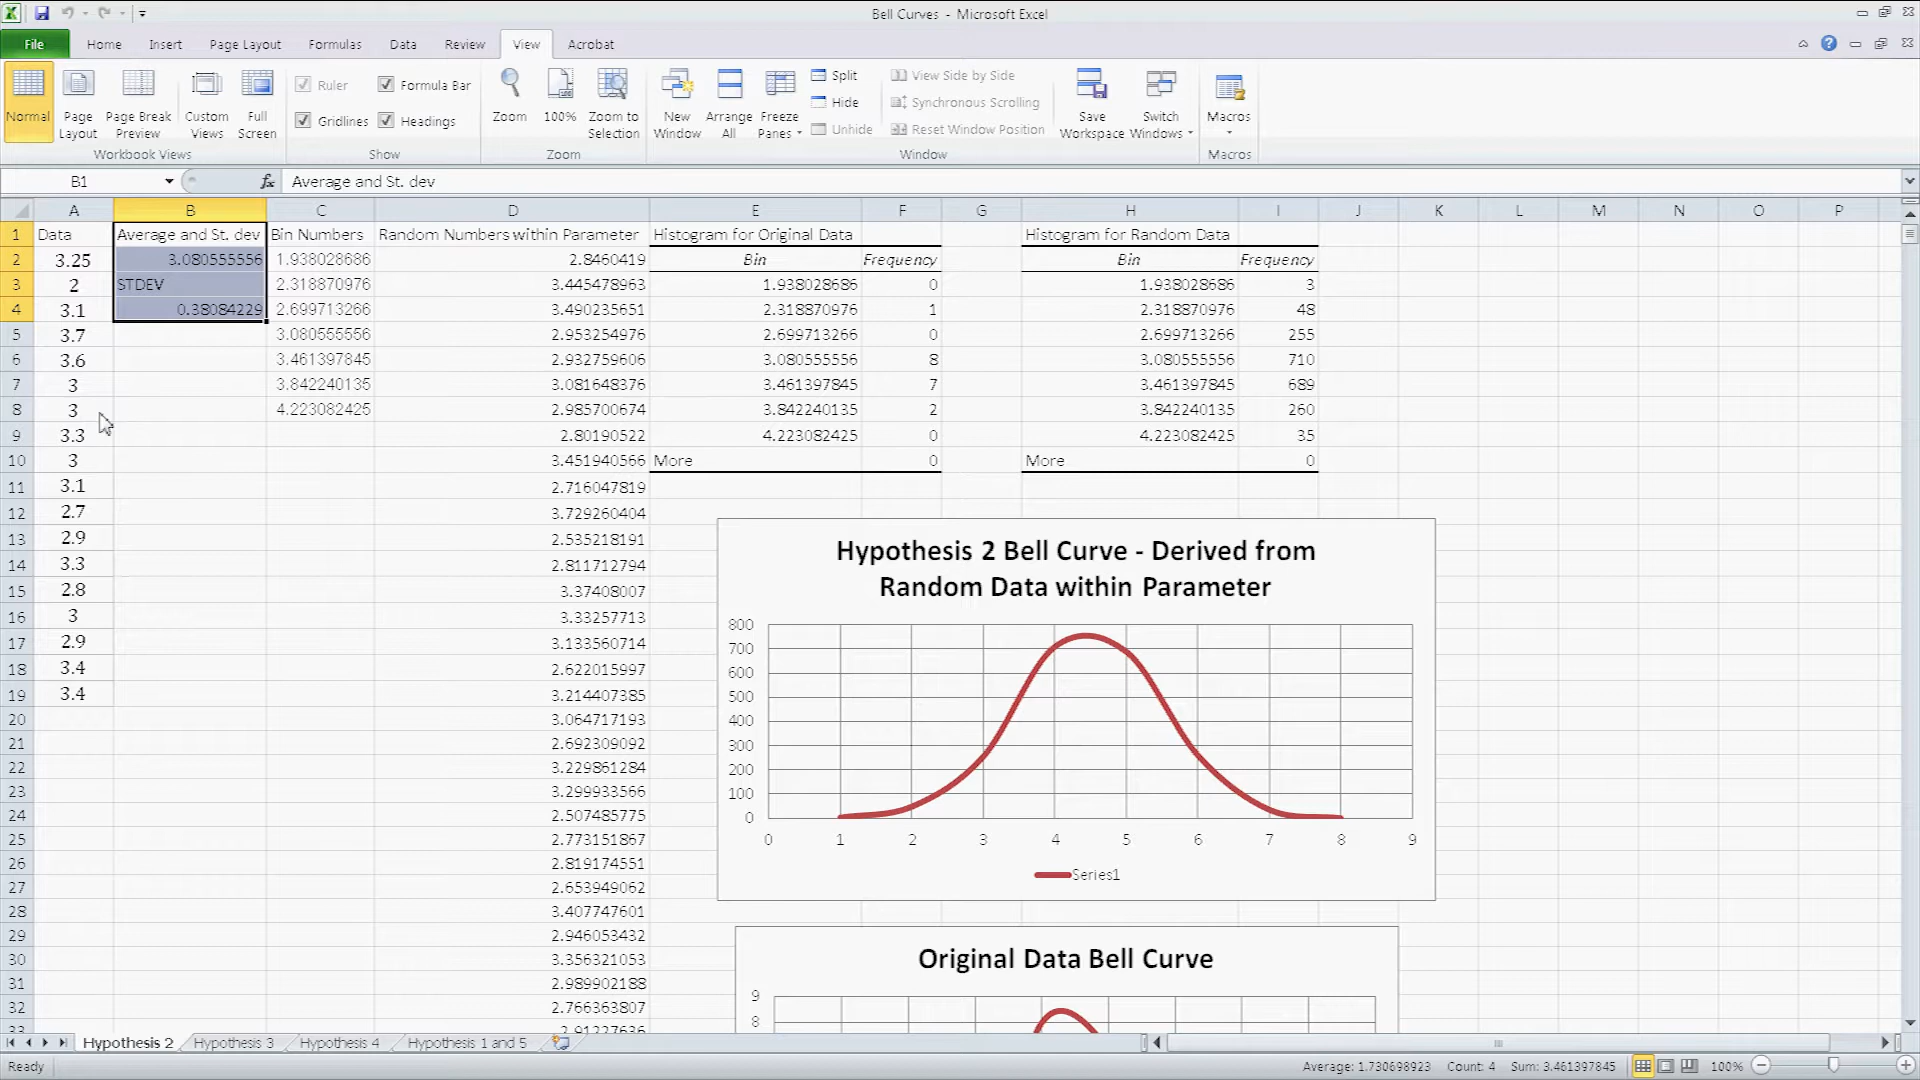 Bell Curves - Microsoft Excel
File Home Insert Page Layout Formulas Data Review View Acrobat
Normal Page Layout Page Break Preview Custom Views Full Screen
Workbook Views
Ruler Formula Bar
Gridlines Headings
Show
Zoom 100% Zoom to Selection
Zoom
New Window Arrange All Freeze Panes
Split View Side by Side
Hide Synchronous Scrolling
Unhide Reset Window Position
Save Workspace Switch Windows
Window
Macros
Macros
B1 fx Average and St. dev
A B C D E F G H I J K L M N O P
1 Data Average and St. dev Bin Numbers Random Numbers within Parameter Histogram for Original Data Histogram for Random Data
2 3.25 3.080555556 1.938028686 2.8460419 Bin Frequency Bin Frequency
3 2 STDEV 2.318870976 3.445478963 1.938028686 0 1.938028686 3
4 3.1 0.38084229 2.699713266 3.490235651 2.318870976 1 2.318870976 48
5 3.7 3.080555556 2.953254976 2.699713266 0 2.699713266 255
6 3.6 3.461397845 2.932759606 3.080555556 8 3.080555556 710
7 3 3.842240135 3.081648376 3.461397845 7 3.461397845 689
8 3 4.223082425 2.985700674 3.842240135 2 3.842240135 260
9 3.3 2.80190522 4.223082425 0 4.223082425 35
10 3 3.451940566 More 0 More 0
11 3.1 2.716047819
12 2.7 3.729260404
13 2.9 2.535218191
14 3.3 2.811712794
15 2.8 3.37408007
16 3 3.33257713
17 2.9 3.133560714
18 3.4 2.622015997
19 3.4 3.214407385
20 3.064717193
21 2.692309092
22 3.229861284
23 3.299933566
24 2.507485775
25 2.773151867
26 2.819174551
27 2.653949062
28 3.407747601
29 2.946053432
30 3.356321053
31 2.989902188
32 2.766363807
33 2.91227636
Hypothesis 2 Bell Curve - Derived from
Random Data within Parameter
800
700
600
500
400
300
200
100
0
0 1 2 3 4 5 6 7 8 9
Series1
Original Data Bell Curve
9
8
Hypothesis 2 Hypothesis 3 Hypothesis 4 Hypothesis 1 and 5
Ready Average: 1.730698923 Count: 4 Sum: 3.461397845 100%